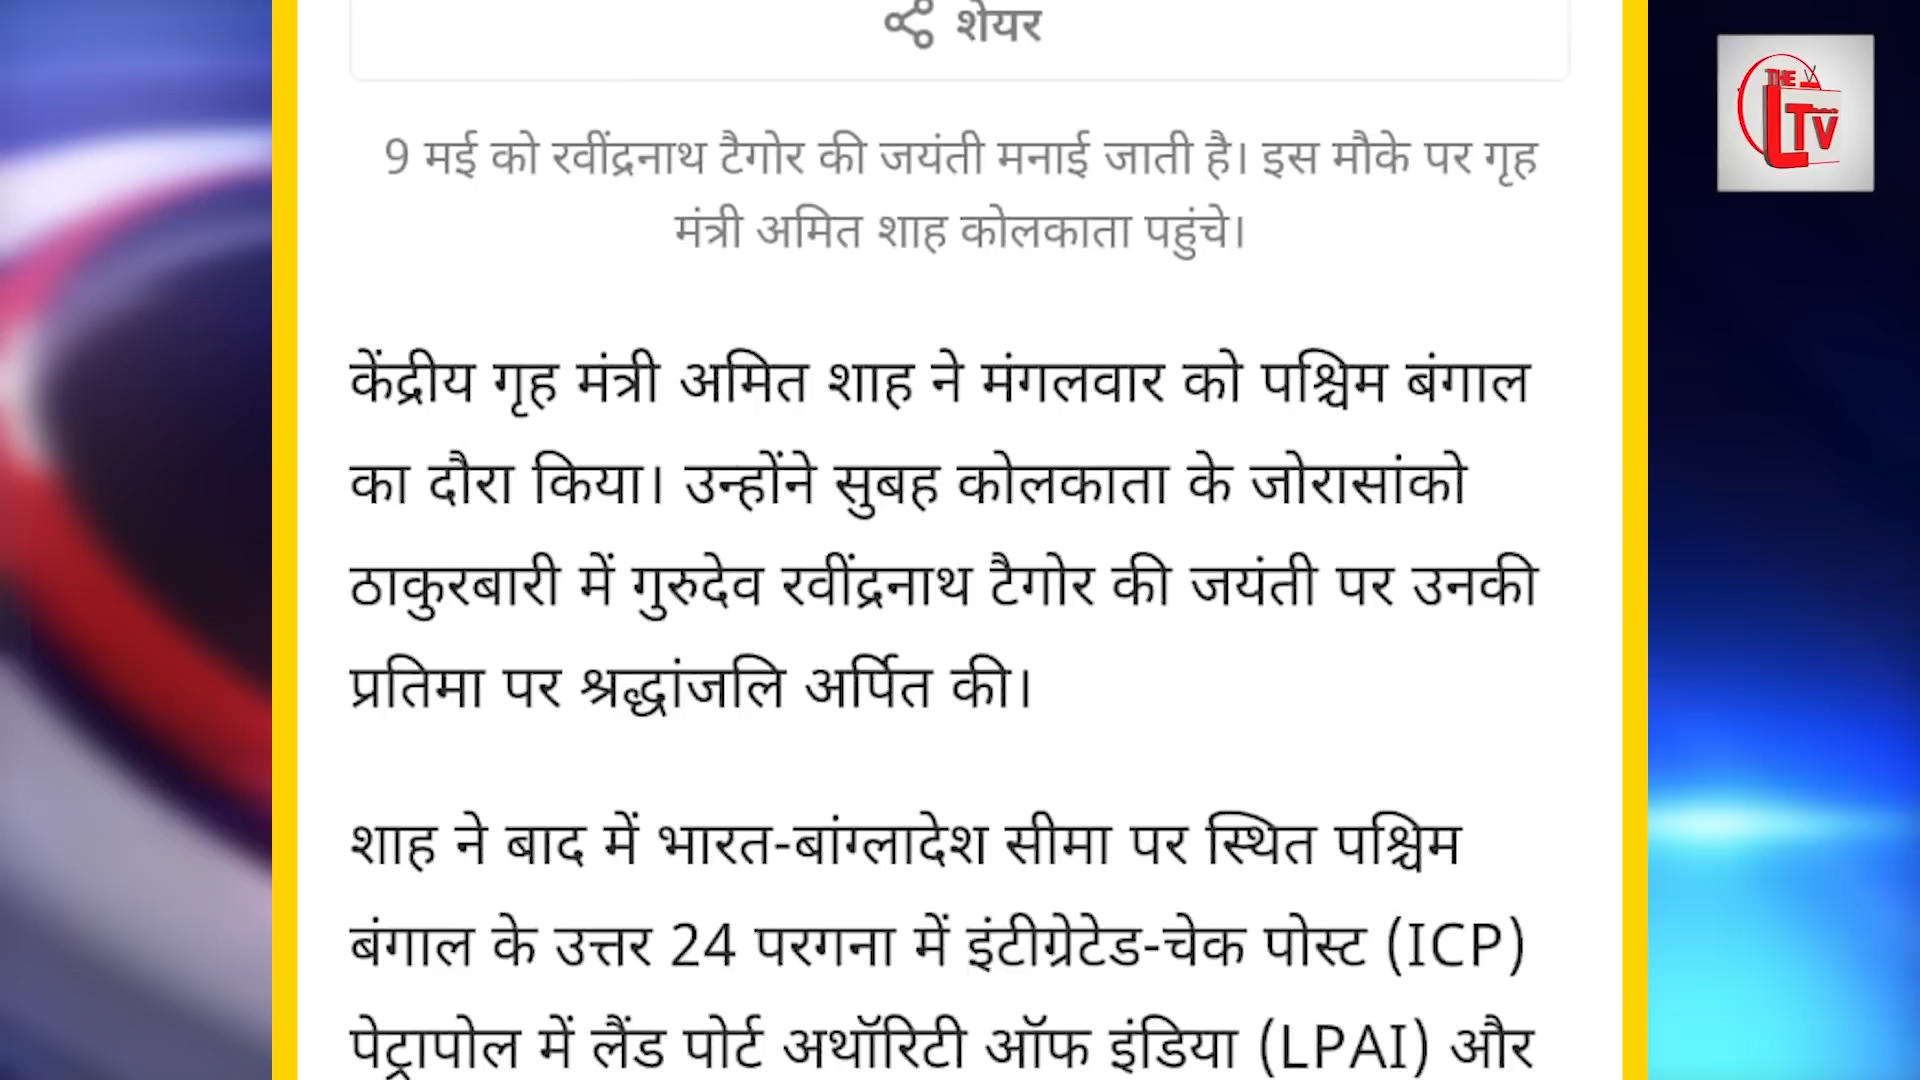 शेयर
THE
LTV
9 मई को रवींद्रनाथ टैगोर की जयंती मनाई जाती है। इस मौके पर गृह
मंत्री अमित शाह कोलकाता पहुंचे।
केंद्रीय गृह मंत्री अमित शाह ने मंगलवार को पश्चिम बंगाल
का दौरा किया। उन्होंने सुबह कोलकाता के जोरासांको
ठाकुरबारी में गुरुदेव रवींद्रनाथ टैगोर की जयंती पर उनकी
प्रतिमा पर श्रद्धांजलि अर्पित की।
शाह ने बाद में भारत-बांग्लादेश सीमा पर स्थित पश्चिम
बंगाल के उत्तर 24 परगना में इंटीग्रेटेड-चेक पोस्ट (ICP)
पेट्रापोल में लैंड पोर्ट अथॉरिटी ऑफ इंडिया (LPAI) और